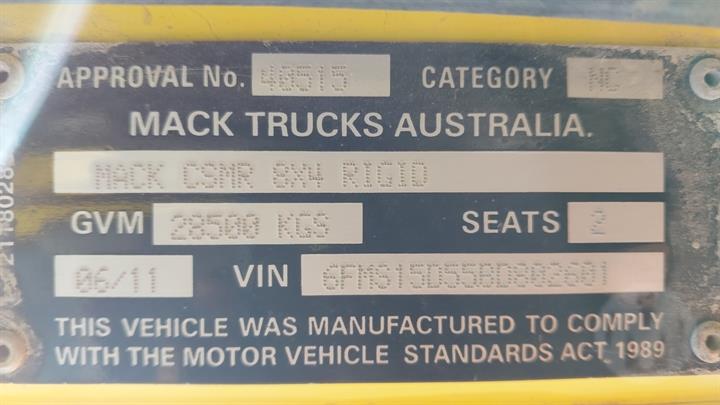 APPROVAL No. 40515 CATEGORY NC
MACK TRUCKS AUSTRALIA.
MACK CSMR 8X4 RIGID
GVM 28500 KGS SEATS 2
06/11 VIN
THIS VEHICLE WAS MANUFACTURED TO COMPLY
WITH THE MOTOR VEHICLE STANDARDS ACT 1989